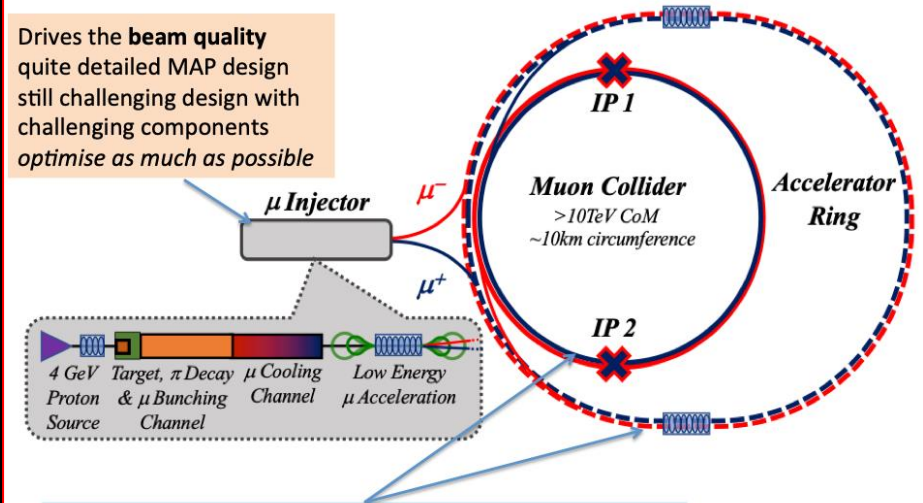 Drives the beam quality
quite detailed MAP design
still challenging design with
challenging components
optimise as much as possible
μ Injector
μ⁻
μ⁺
IP 1
Muon Collider
>10TeV CoM
~10km circumference
IP 2
Accelerator
Ring
4 GeV
Proton
Source
Target, π Decay
& μ Bunching
Channel
μ Cooling
Channel
Low Energy
μ Acceleration